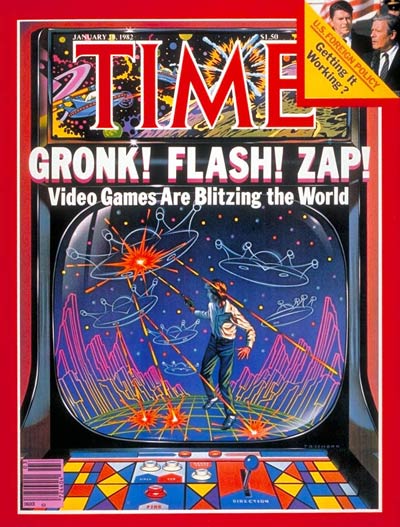 JANUARY 18, 1982
$1.50
TIME
U.S. FOREIGN POLICY
Getting It
Working?
GRONK! FLASH! ZAP!
Video Games Are Blitzing the World
FIRE
DIRECTION